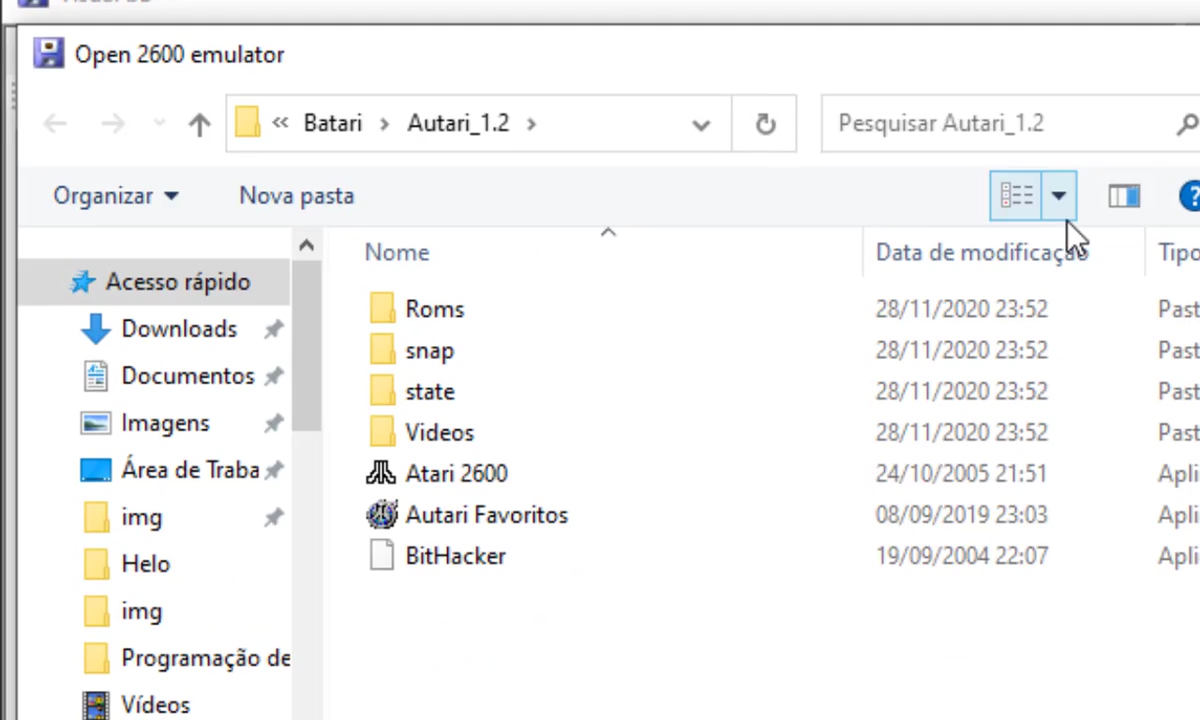 Open 2600 emulator
« Batari › Autari_1.2 ›
Pesquisar Autari_1.2
Organizar
Nova pasta
Nome
Data de modificação
Tipo
Acesso rápido
Downloads
Documentos
Imagens
Área de Traba
img
Helo
img
Programação de
Vídeos
Roms 28/11/2020 23:52 Past
snap 28/11/2020 23:52 Past
state 28/11/2020 23:52 Past
Videos 28/11/2020 23:52 Past
Atari 2600 24/10/2005 21:51 Apli
Autari Favoritos 08/09/2019 23:03 Apli
BitHacker 19/09/2004 22:07 Apli